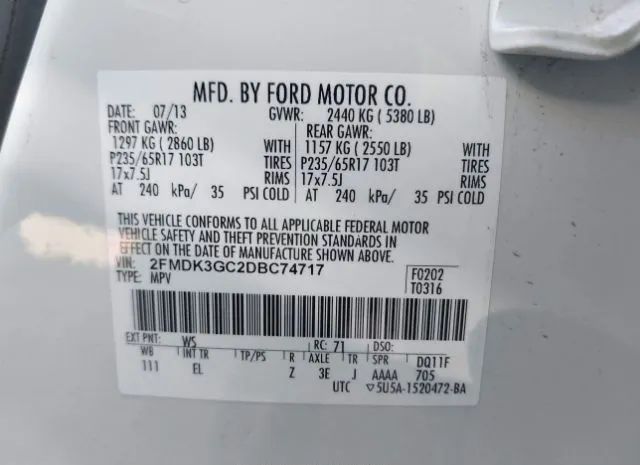 MFD. BY FORD MOTOR CO.
DATE: 07/13 GVWR: 2440 KG ( 5380 LB)
FRONT GAWR: REAR GAWR:
1297 KG ( 2860 LB) WITH 1157 KG ( 2550 LB) WITH
P235/65R17 103T TIRES P235/65R17 103T TIRES
17x7.5J RIMS 17x7.5J RIMS
AT 240 kPa/ 35 PSI COLD AT 240 kPa/ 35 PSI COLD
THIS VEHICLE CONFORMS TO ALL APPLICABLE FEDERAL MOTOR
VEHICLE SAFETY AND THEFT PREVENTION STANDARDS IN
EFFECT ON THE DATE OF MANUFACTURE SHOWN ABOVE.
VIN: 2FMDK3GC2DBC74717 F0202
TYPE: MPV T0316
EXT PNT: WS RC: 71 DSO:
WB INT TR TP/PS R AXLE TR SPR DQ11F
111 EL Z 3E J AAAA 705
UTC ▽5U5A-1520472-BA